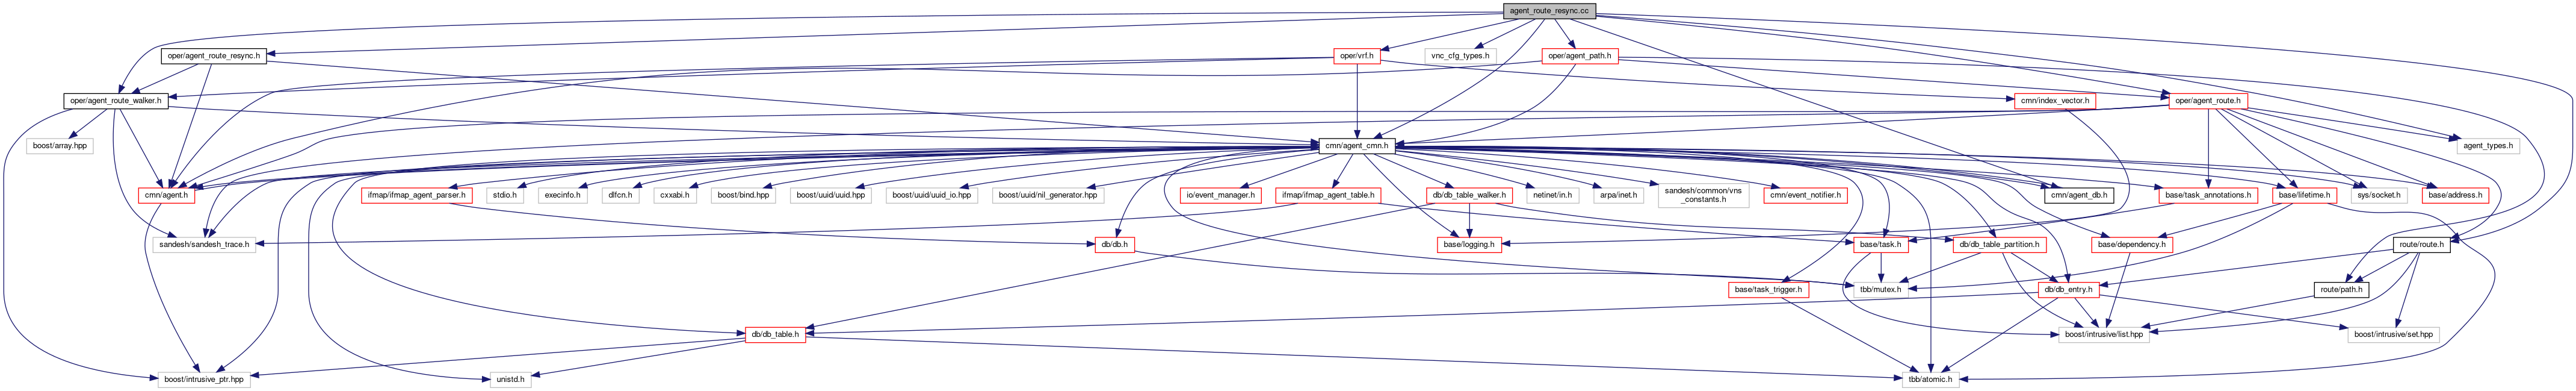 agent_route_resync.cc
oper/agent_route_resync.h
oper/vrf.h
vnc_cfg_types.h
oper/agent_path.h
oper/agent_route_walker.h
cmn/index_vector.h
oper/agent_route.h
boost/array.hpp
cmn/agent_cmn.h
agent_types.h
cmn/agent.h
ifmap/ifmap_agent_parser.h
stdio.h
execinfo.h
dlfcn.h
cxxabi.h
boost/bind.hpp
boost/uuid/uuid.hpp
boost/uuid/uuid_io.hpp
boost/uuid/nil_generator.hpp
io/event_manager.h
ifmap/ifmap_agent_table.h
db/db_table_walker.h
netinet/in.h
arpa/inet.h
sandesh/common/vns
_constants.h
cmn/event_notifier.h
cmn/agent_db.h
base/task_annotations.h
base/lifetime.h
sys/socket.h
base/address.h
sandesh/sandesh_trace.h
db/db.h
base/logging.h
base/task.h
db/db_table_partition.h
base/dependency.h
route/route.h
tbb/mutex.h
base/task_trigger.h
db/db_entry.h
route/path.h
db/db_table.h
boost/intrusive/list.hpp
boost/intrusive/set.hpp
boost/intrusive_ptr.hpp
unistd.h
tbb/atomic.h